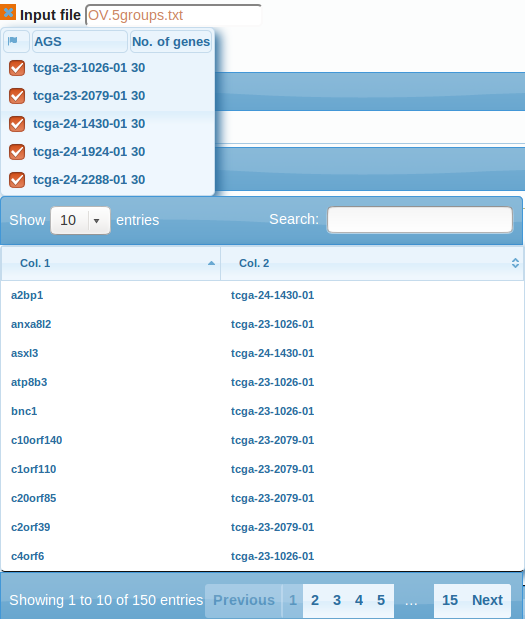 Input file OV.5groups.txt
AGS No. of genes
tcga-23-1026-01 30
tcga-23-2079-01 30
tcga-24-1430-01 30
tcga-24-1924-01 30
tcga-24-2288-01 30
Show 10 entries Search:
Col. 1 Col. 2
a2bp1 tcga-24-1430-01
anxa8l2 tcga-23-1026-01
asxl3 tcga-24-1430-01
atp8b3 tcga-23-1026-01
bnc1 tcga-23-1026-01
c10orf140 tcga-23-2079-01
c1orf110 tcga-23-2079-01
c20orf85 tcga-23-2079-01
c2orf39 tcga-23-2079-01
c4orf6 tcga-23-1026-01
Showing 1 to 10 of 150 entries Previous 1 2 3 4 5 … 15 Next